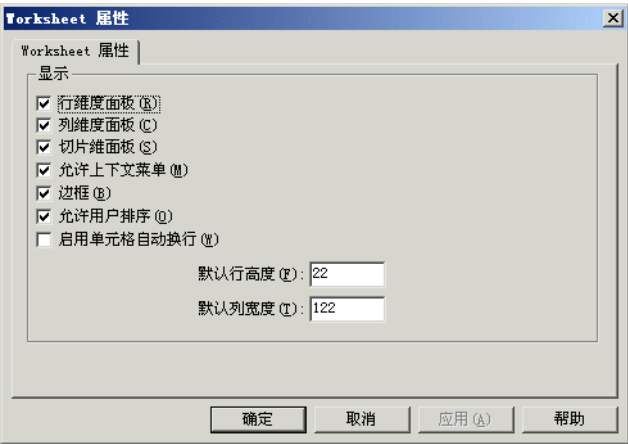 Worksheet 属性
Worksheet 属性
显示
行维度面板(R)
列维度面板(C)
切片維面板(S)
允许上下文菜单(M)
边框(B)
允许用户排序(O)
启用单元格自动换行(W)
默认行高度(F): 22
默认列宽度(T): 122
确定 取消 应用(A) 帮助